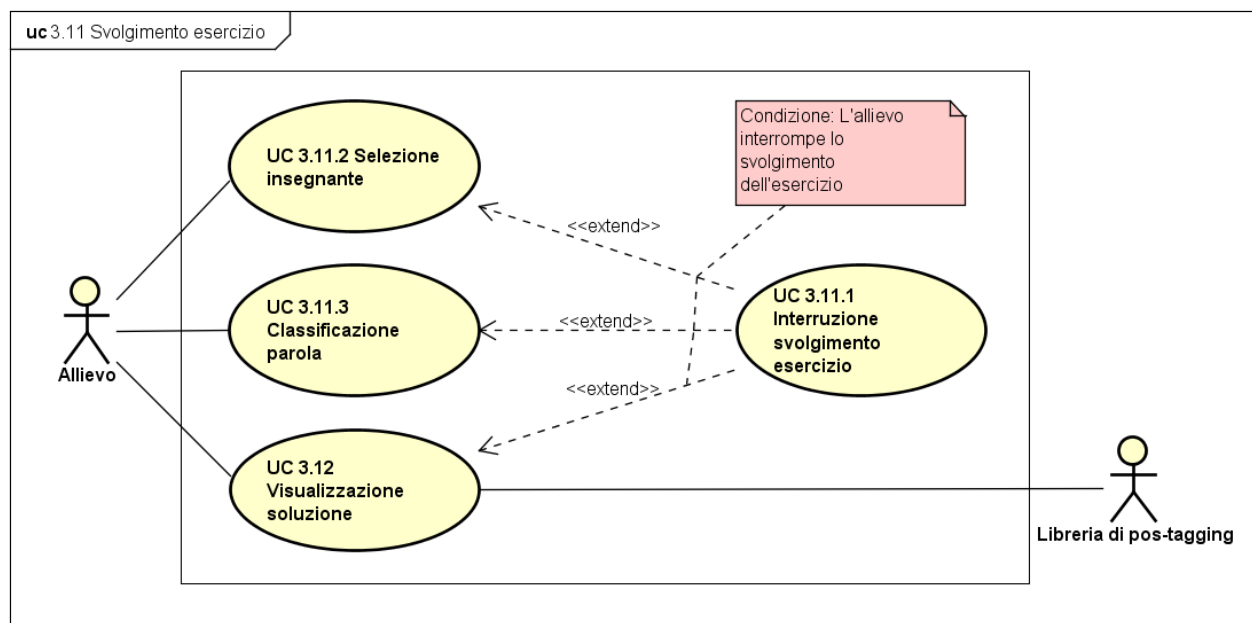 uc 3.11 Svolgimento esercizio
UC 3.11.2 Selezione
insegnante
Condizione: L'allievo
interrompe lo
svolgimento
dell'esercizio
<<extend>>
UC 3.11.3
Classificazione
parola
<<extend>>
UC 3.11.1
Interruzione
svolgimento
esercizio
Allievo
<<extend>>
UC 3.12
Visualizzazione
soluzione
Libreria di pos-tagging